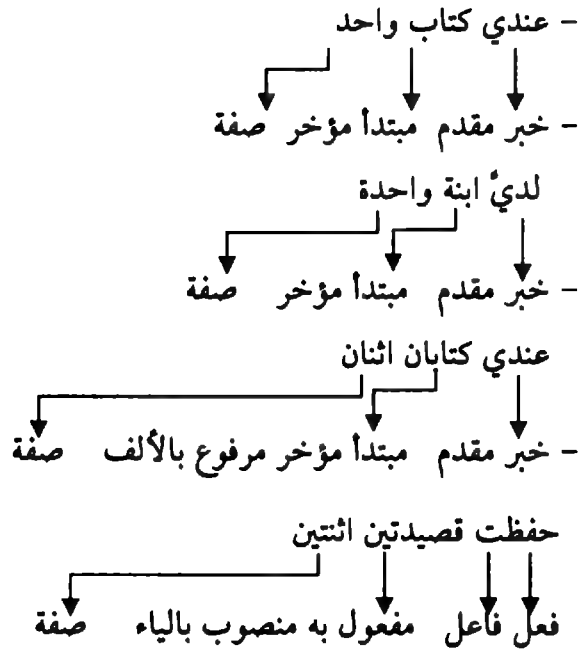 - عندي كتاب واحد
- خبر مقدم مبتدأ مؤخر صفة
لديَّ ابنة واحدة
- خبر مقدم مبتدأ مؤخر صفة
عندي كتابان اثنان
- خبر مقدم مبتدأ مؤخر مرفوع بالألف صفة
حفظت قصيدتين اثنتين
فعل فاعل مفعول به منصوب بالياء صفة